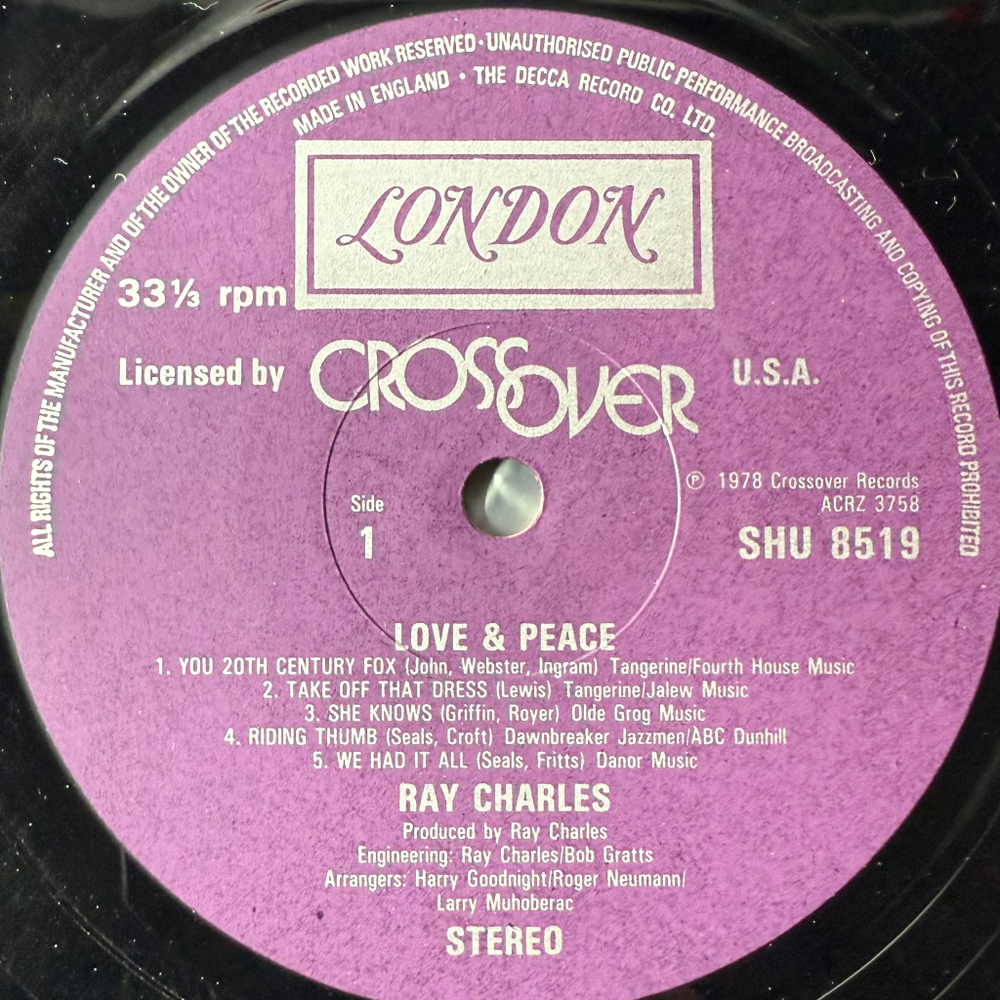 ALL RIGHTS OF THE MANUFACTURER AND OF THE OWNER OF THE RECORDED WORK RESERVED·UNAUTHORISED PUBLIC PERFORMANCE BROADCASTING AND COPYING OF THIS RECORD PROHIBITED
MADE IN ENGLAND · THE DECCA RECORD CO. LTD.
LONDON
33⅓ rpm
Licensed by CROSSOVER U.S.A.
℗ 1978 Crossover Records
ACRZ 3758
Side
1
SHU 8519
LOVE & PEACE
1. YOU 20TH CENTURY FOX (John, Webster, Ingram) Tangerine/Fourth House Music
2. TAKE OFF THAT DRESS (Lewis) Tangerine/Jalew Music
3. SHE KNOWS (Griffin, Royer) Olde Grog Music
4. RIDING THUMB (Seals, Croft) Dawnbreaker Jazzmen/ABC Dunhill
5. WE HAD IT ALL (Seals, Fritts) Danor Music
RAY CHARLES
Produced by Ray Charles
Engineering: Ray Charles/Bob Gratts
Arrangers: Harry Goodnight/Roger Neumann/
Larry Muhoberac
STEREO